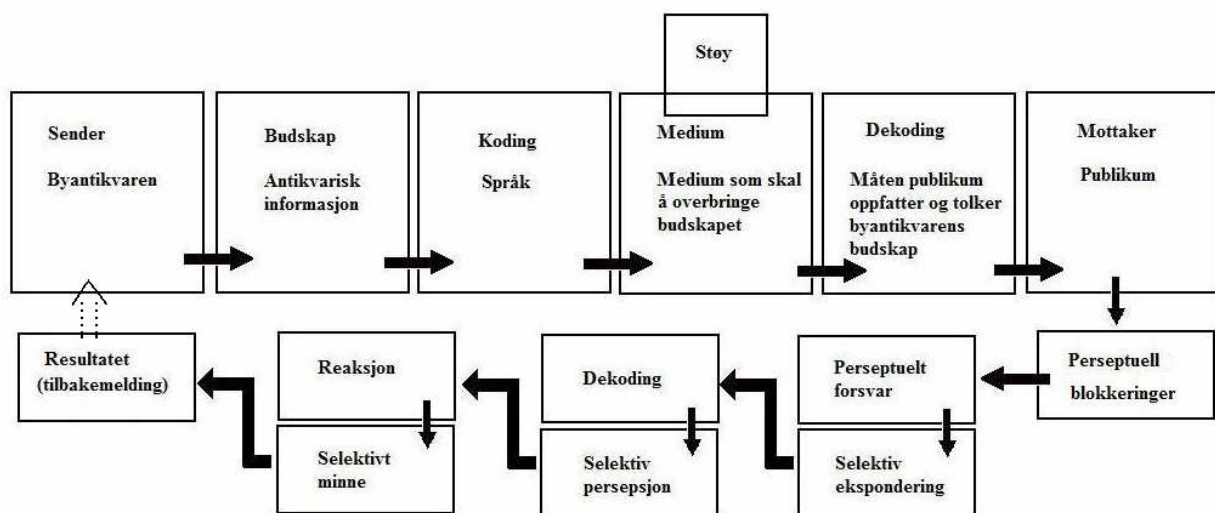 Støy
Sender
Byantikvaren
Budskap
Antikvarisk
informasjon
Koding
Språk
Medium
Medium som skal
å overbringe
budskapet
Dekoding
Måten publikum
oppfatter og tolker
byantikvarens
budskap
Mottaker
Publikum
Perseptuell
blokkeringer
Perseptuelt
forsvar
Selektiv
ekspondering
Dekoding
Selektiv
persepsjon
Reaksjon
Selektivt
minne
Resultatet
(tilbakemelding)